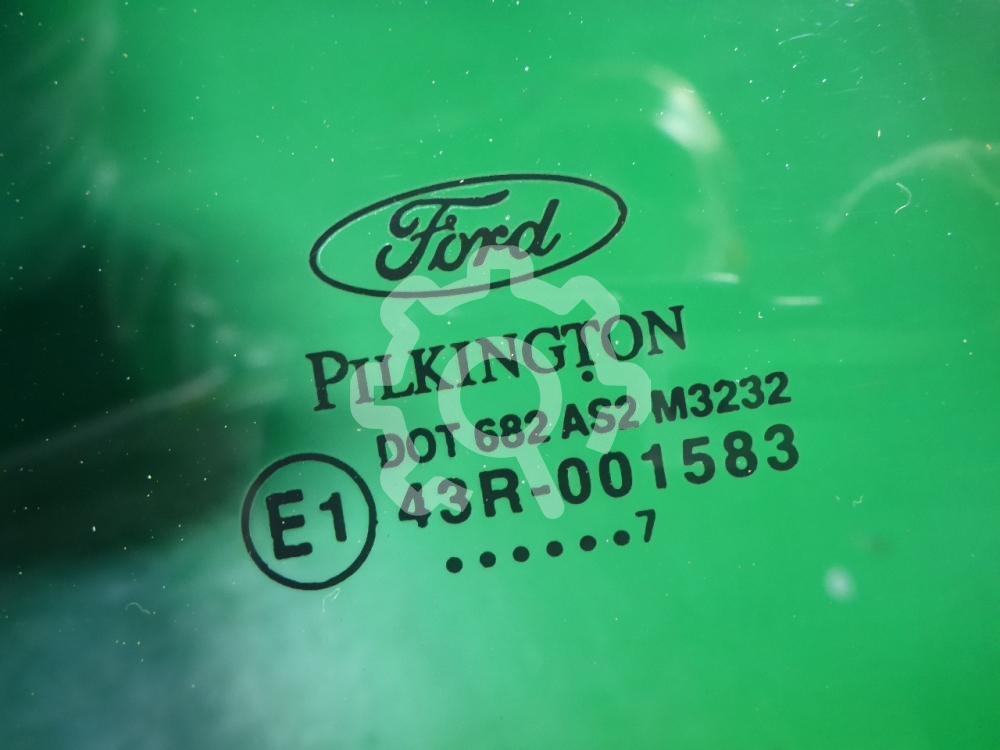 Ford
PILKINGTON
DOT 682 AS2 M3232
E1
43R-001583
......7